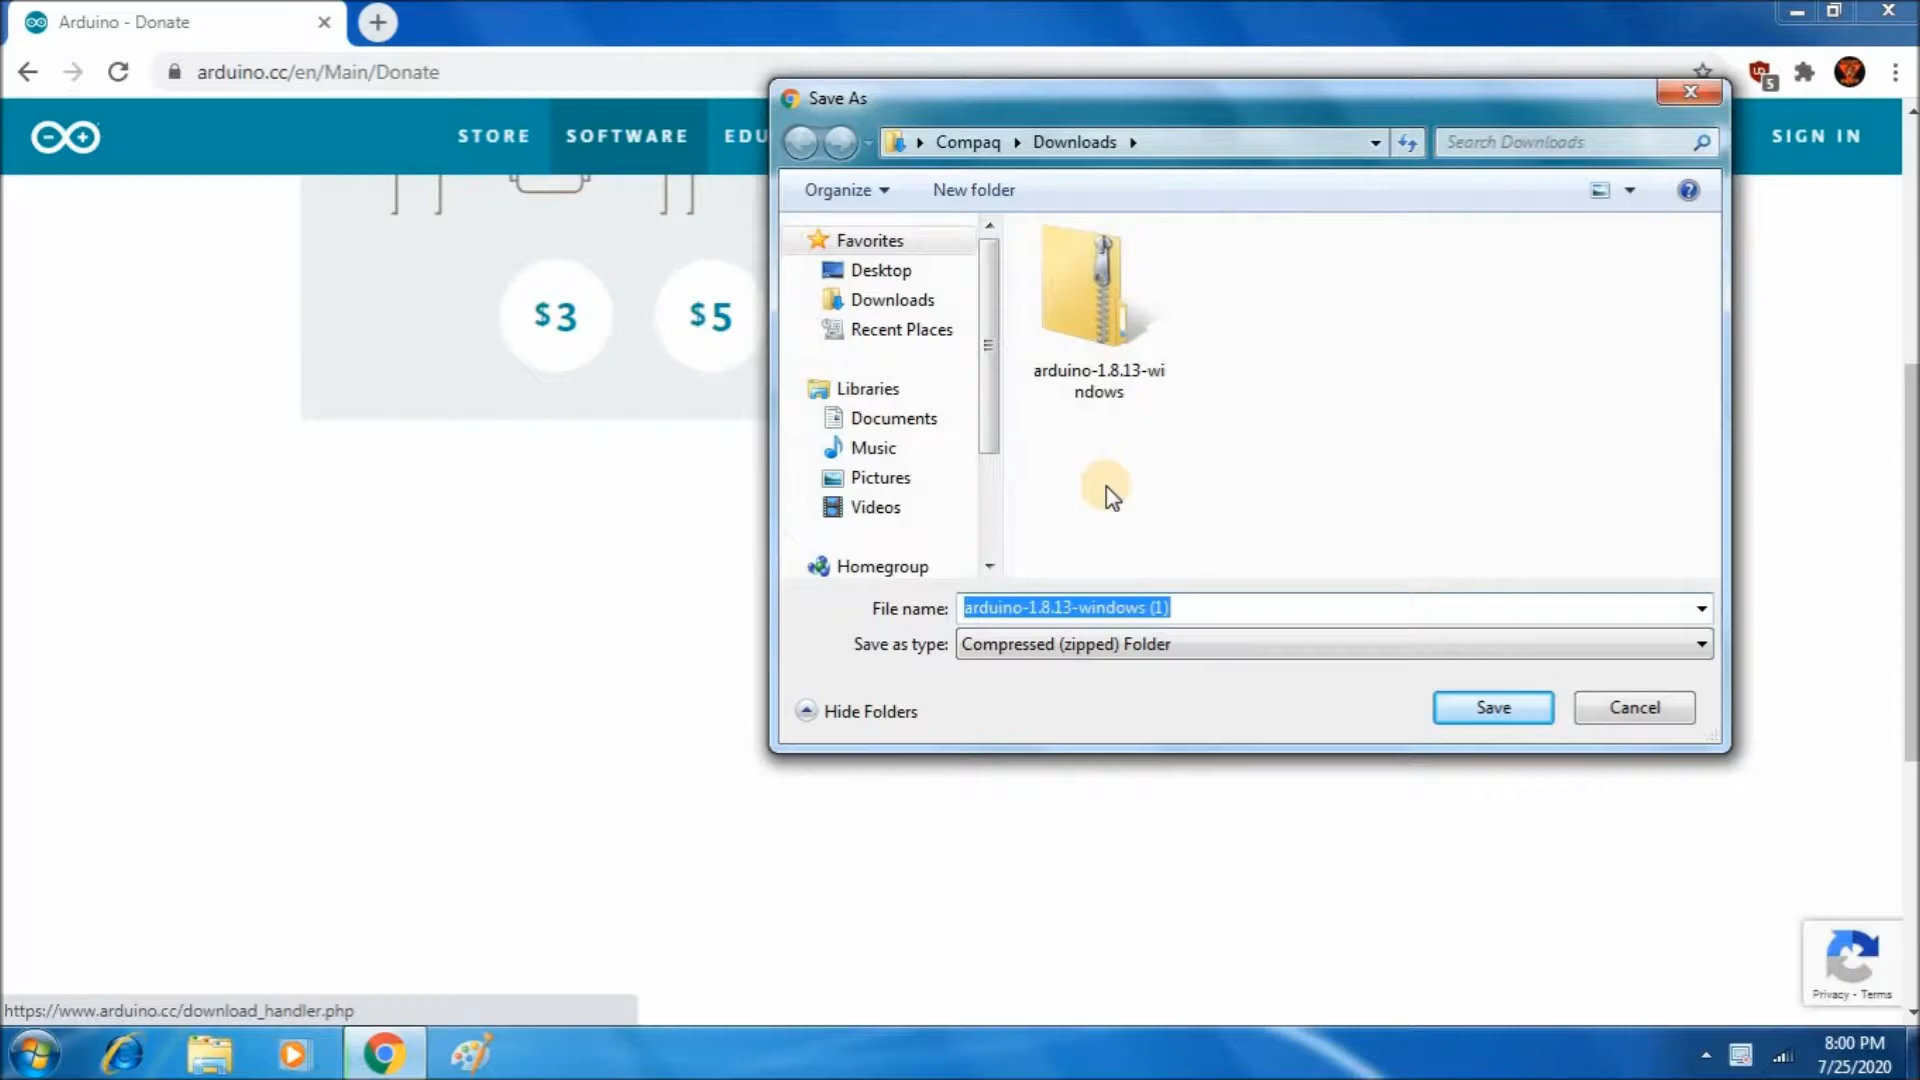 Arduino - Donate
arduino.cc/en/Main/Donate
5
STORE
SOFTWARE
EDU
SIGN IN
$3
$5
Save As
Compaq
Downloads
Search Downloads
Organize
New folder
Favorites
Desktop
Downloads
Recent Places
Libraries
Documents
Music
Pictures
Videos
Homegroup
arduino-1.8.13-wi
ndows
File name:
arduino-1.8.13-windows (1)
Save as type:
Compressed (zipped) Folder
Hide Folders
Save
Cancel
Privacy - Terms
https://www.arduino.cc/download_handler.php
8:00 PM
7/25/2020